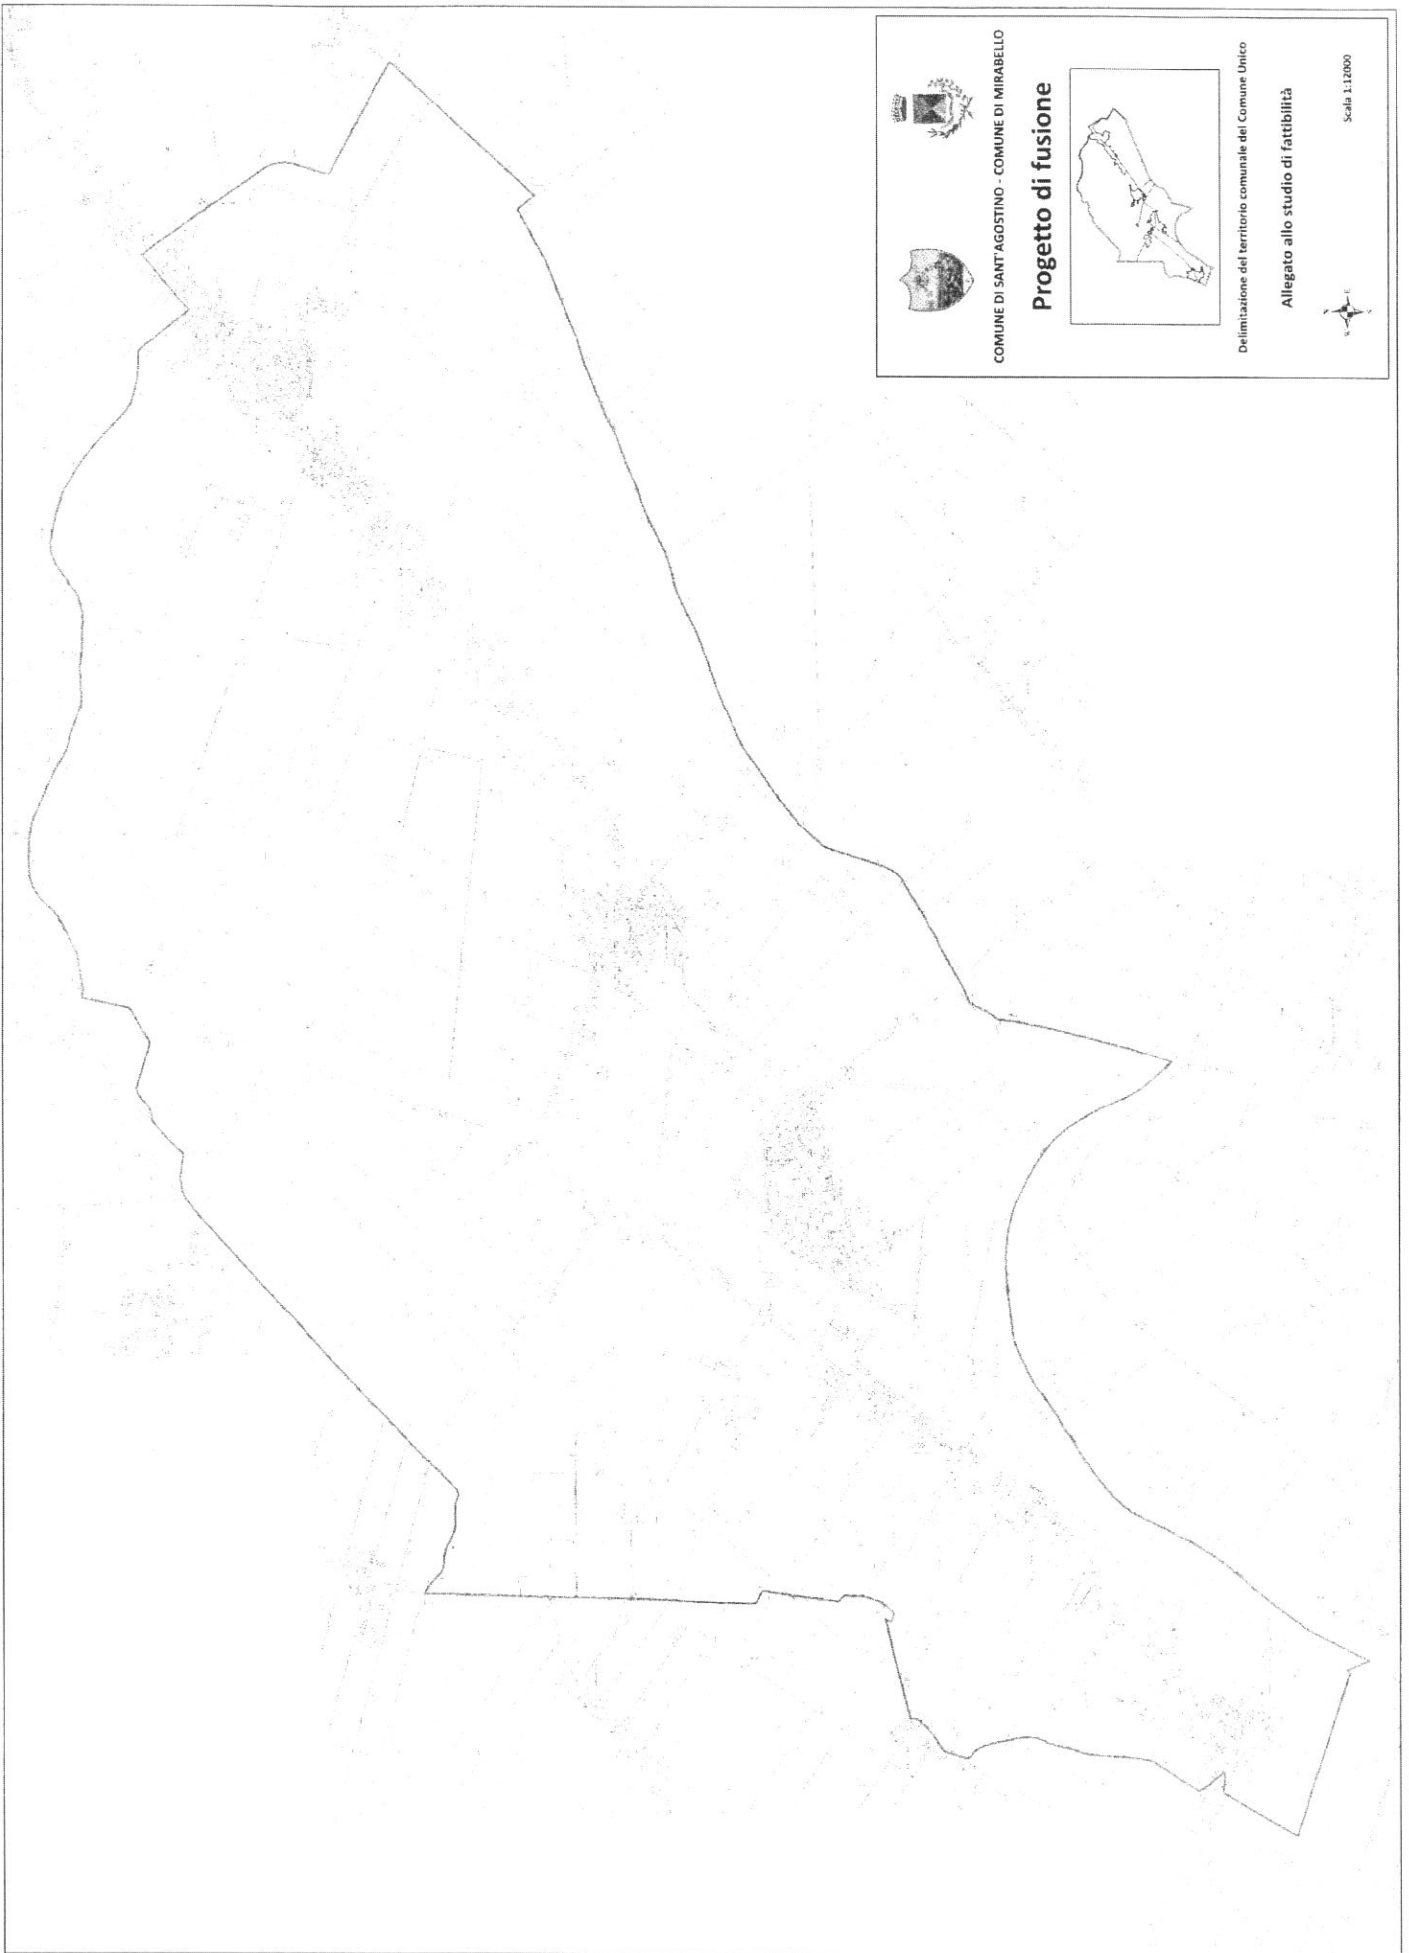 COMUNE DI SANT'AGOSTINO - COMUNE DI MIRABELLO
Progetto di fusione
Delimitazione del territorio comunale del Comune Unico
Allegato allo studio di fattibilità
Scala 1:12000